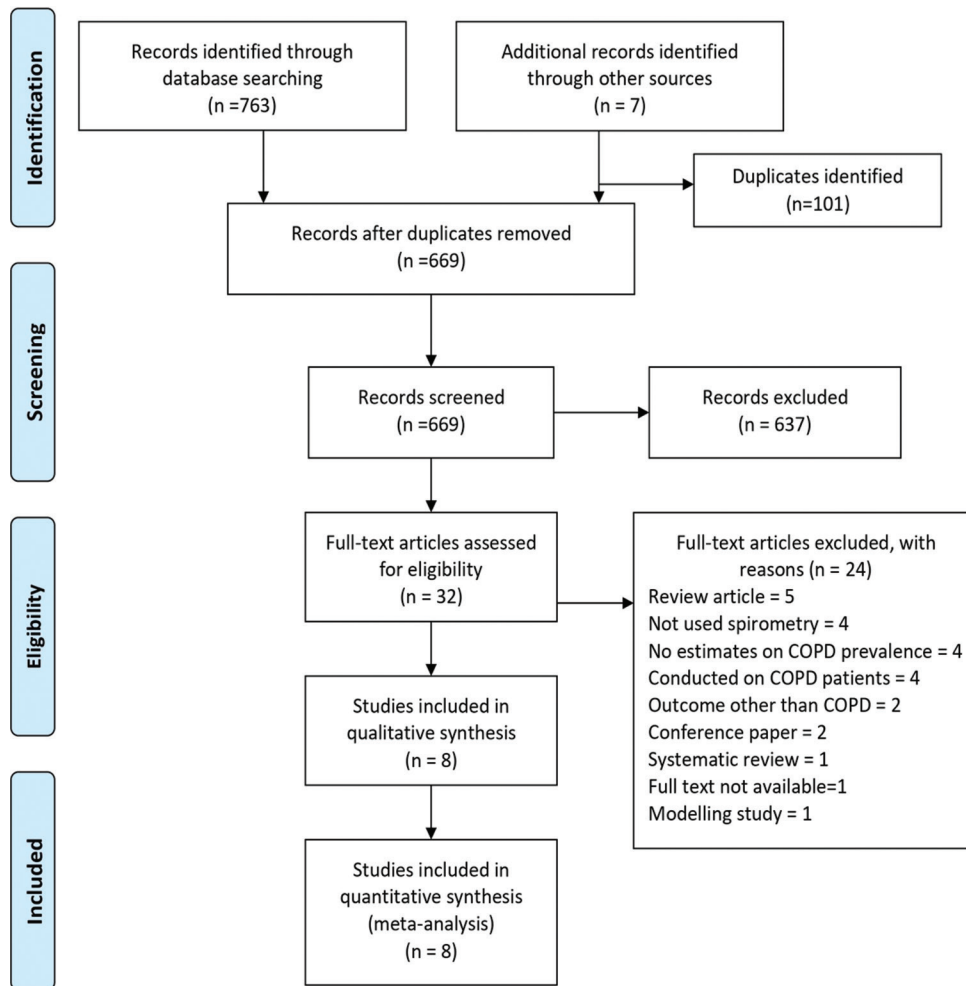 Identification
Records identified through
database searching
(n =763)
Additional records identified
through other sources
(n = 7)
Duplicates identified
(n=101)
Records after duplicates removed
(n =669)
Screening
Records screened
(n =669)
Records excluded
(n = 637)
Eligibility
Full-text articles assessed
for eligibility
(n = 32)
Full-text articles excluded, with
reasons (n = 24)
Review article = 5
Not used spirometry = 4
No estimates on COPD prevalence = 4
Conducted on COPD patients = 4
Outcome other than COPD = 2
Conference paper = 2
Systematic review = 1
Full text not available=1
Modelling study = 1
Studies included in
qualitative synthesis
(n = 8)
Included
Studies included in
quantitative synthesis
(meta-analysis)
(n = 8)